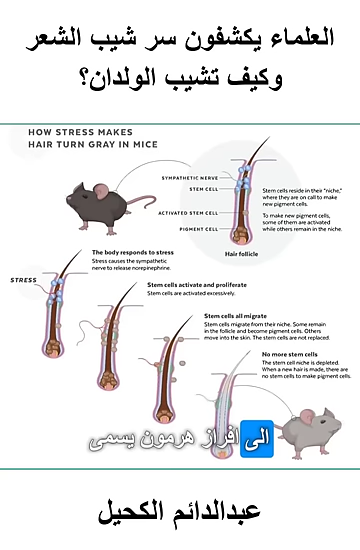 العلماء يكشفون سر شيب الشعر
وكيف تشيب الولدان؟
HOW STRESS MAKES
HAIR TURN GRAY IN MICE
SYMPATHETIC NERVE
STEM CELL
ACTIVATED STEM CELL
PIGMENT CELL
Hair follicle
Stem cells reside in their "niche,"
where they are on call to make
new pigment cells.
To make new pigment cells,
some of them are activated
while others remain in the niche.
The body responds to stress
Stress causes the sympathetic
nerve to release norepinephrine.
STRESS
Stem cells activate and proliferate
Stem cells are activated excessively.
Stem cells all migrate
Stem cells migrate from their niche. Some remain
in the follicle and become pigment cells. Others
move into the skin. The stem cells are not replaced.
No more stem cells
The stem cell niche is depleted.
When a new hair is made, there are
no stem cells to make pigment cells.
الى افراز هرمون يسمى
عبدالدائم الكحيل